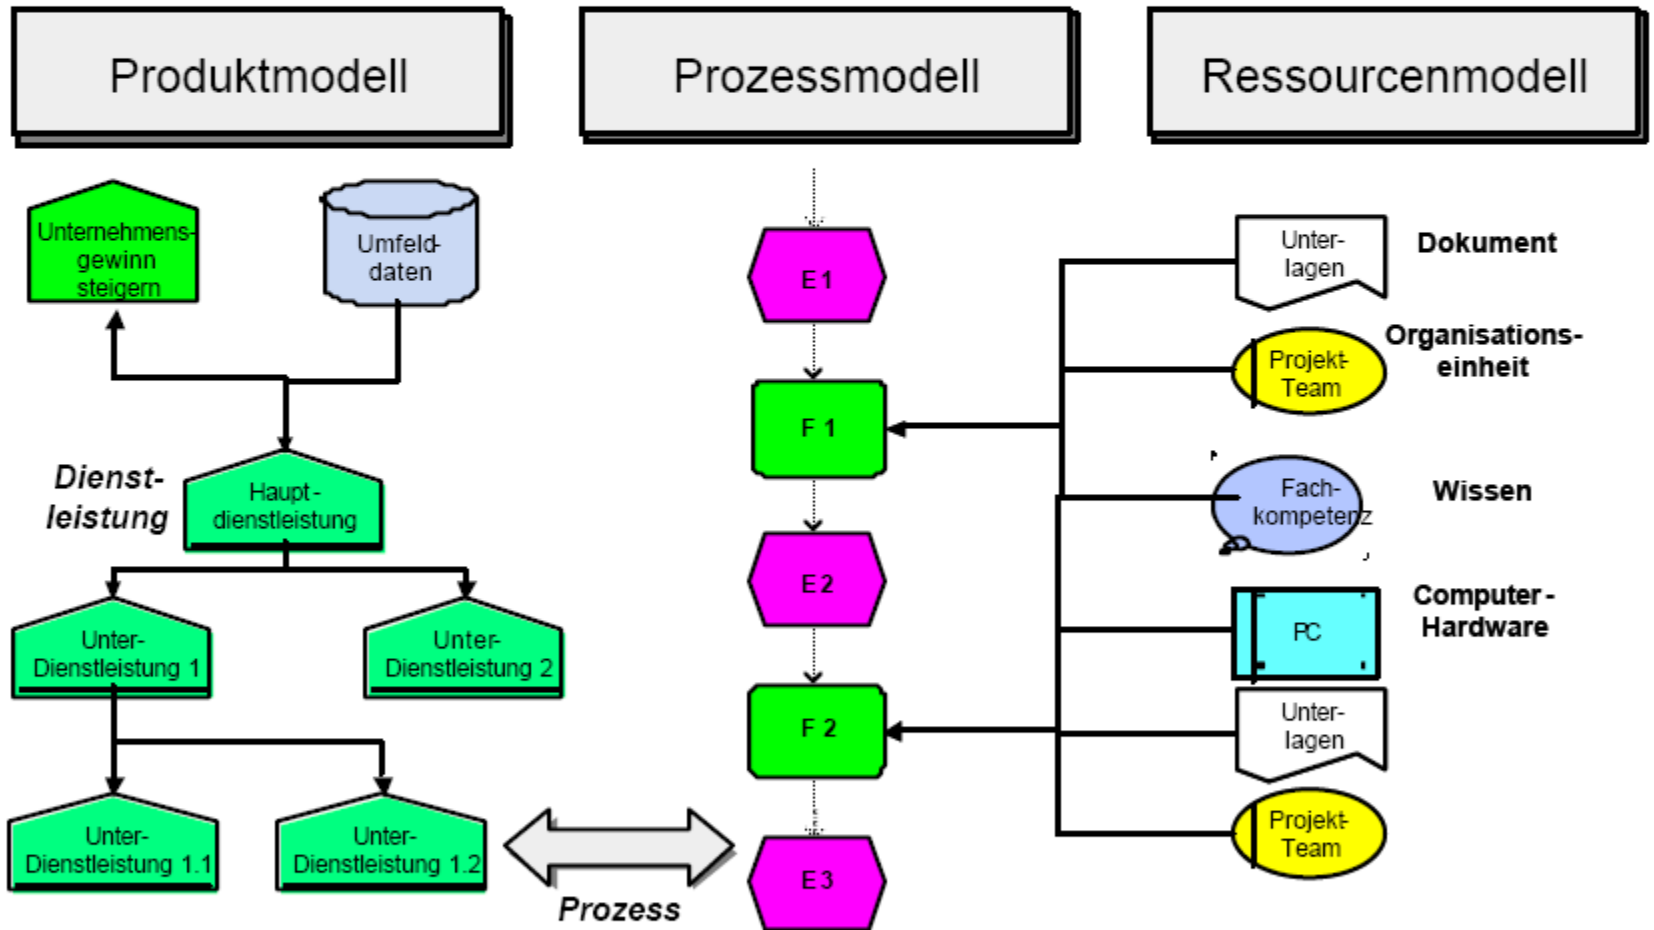 Produktmodell
Prozessmodell
Ressourcenmodell
Unternehmens-
gewinn
steigern
Umfeld-
daten
Dienst-
leistung
Haupt-
dienstleistung
Unter-
Dienstleistung 1
Unter-
Dienstleistung 2
Unter-
Dienstleistung 1.1
Unter-
Dienstleistung 1.2
Prozess
E 1
F 1
E 2
F 2
E 3
Unter-
lagen
Dokument
Projekt-
Team
Organisations-
einheit
Fach-
kompetenz
Wissen
PC
Computer-
Hardware
Unter-
lagen
Projekt-
Team